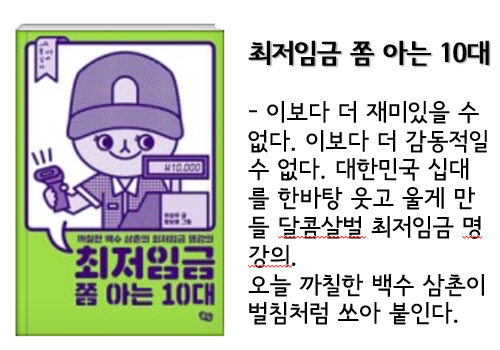 최저임금 쫌 아는 10대
- 이보다 더 재미있을 수
없다. 이보다 더 감동적일
수 없다. 대한민국 십대
를 한바탕 웃고 울게 만
들 달콤살벌 최저임금 명
강의.
오늘 까칠한 백수 삼촌이
벌침처럼 쏘아 붙인다.
₩10,000
까칠한 백수 삼촌의 최저임금 명강의
최저임금
쫌 아는 10대